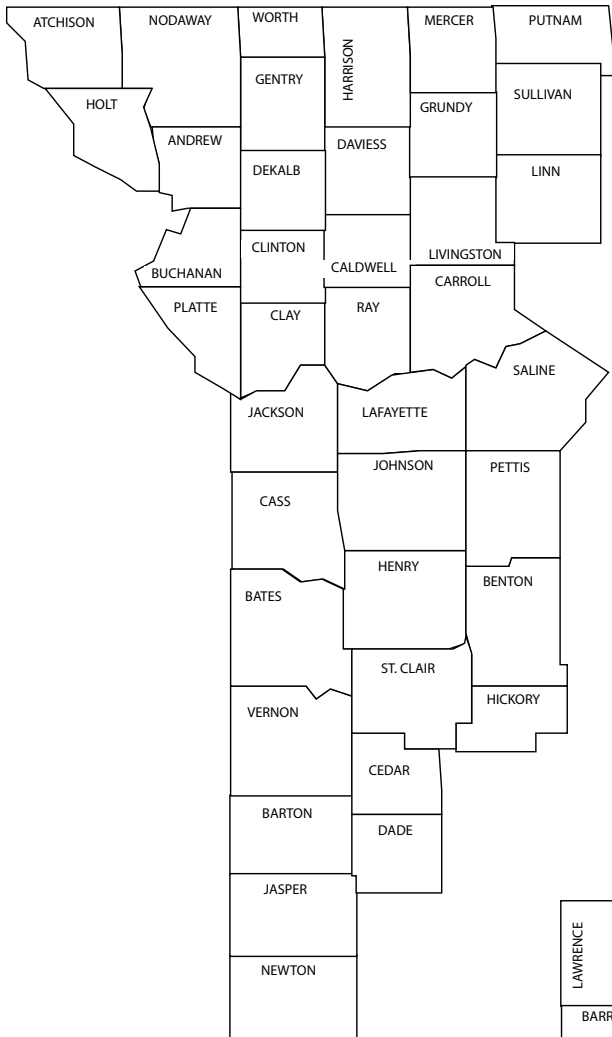 ATCHISON
NODAWAY
WORTH
MERCER
PUTNAM
HARRISON
GENTRY
HOLT
SULLIVAN
GRUNDY
ANDREW
DAVIESS
DEKALB
LINN
CLINTON
LIVINGSTON
BUCHANAN
CALDWELL
CARROLL
PLATTE
CLAY
RAY
SALINE
JACKSON
LAFAYETTE
JOHNSON
PETTIS
CASS
HENRY
BENTON
BATES
ST. CLAIR
HICKORY
VERNON
CEDAR
BARTON
DADE
JASPER
LAWRENCE
NEWTON
BARR